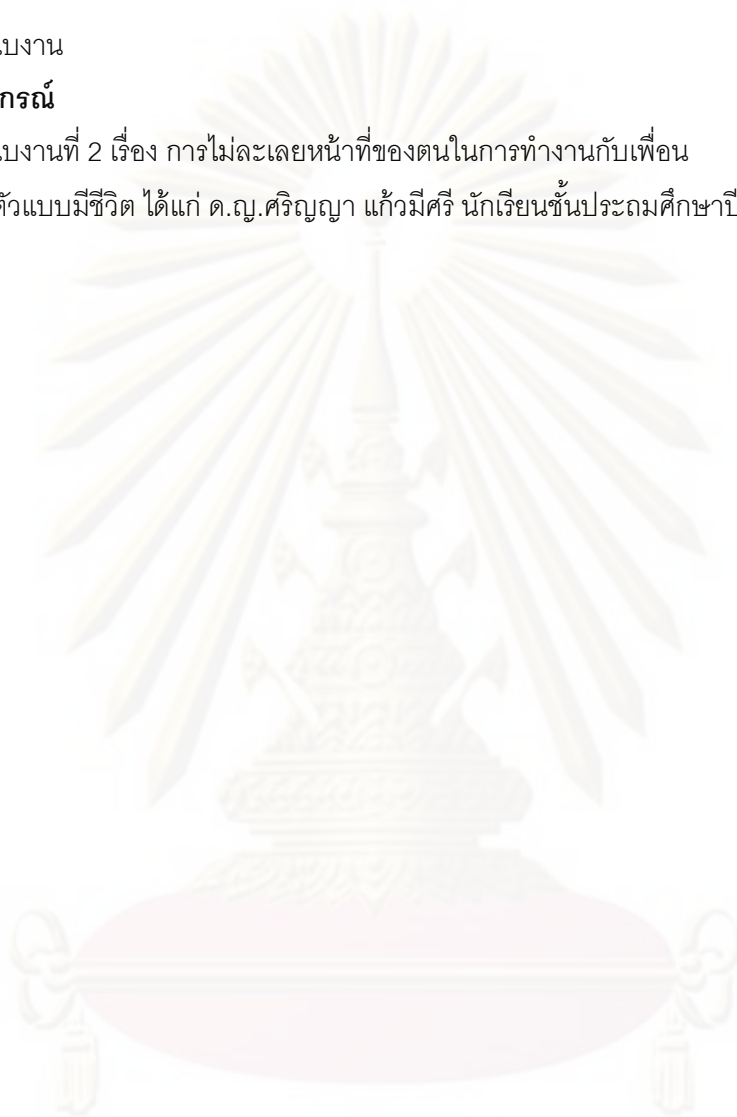 บงาน
กรณ์
บงานที่ 2 เรื่อง การไม่ละเลยหน้าที่ของตนในการทำงานกับเพื่อน
ตัวแบบมีชีวิต ได้แก่ ด.ญ.ศริญญา แก้วมีศรี นักเรียนชั้นประถมศึกษาปี